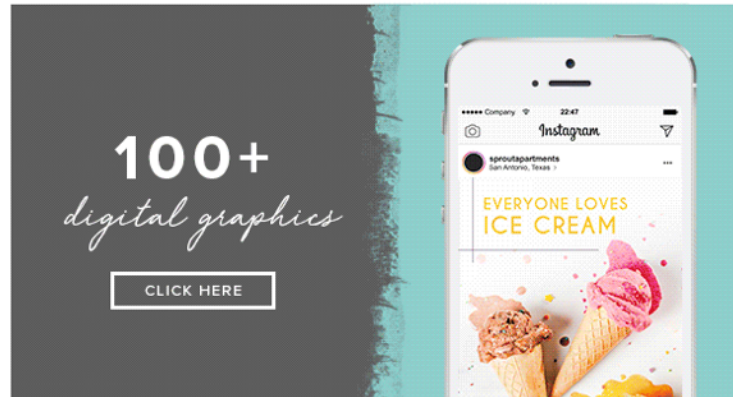 100+
digital graphics
CLICK HERE
Company 22:47
Instagram
sproutapartments
San Antonio, Texas >
EVERYONE LOVES
ICE CREAM